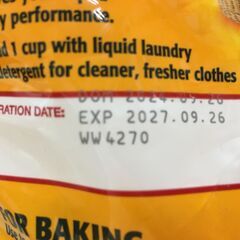 y performance.
d 1 cup with liquid laundry
detergent for cleaner, fresher clothes
DOM 2024.09.26
RATION DATE: EXP 2027.09.26
WW4270
OR BAKING